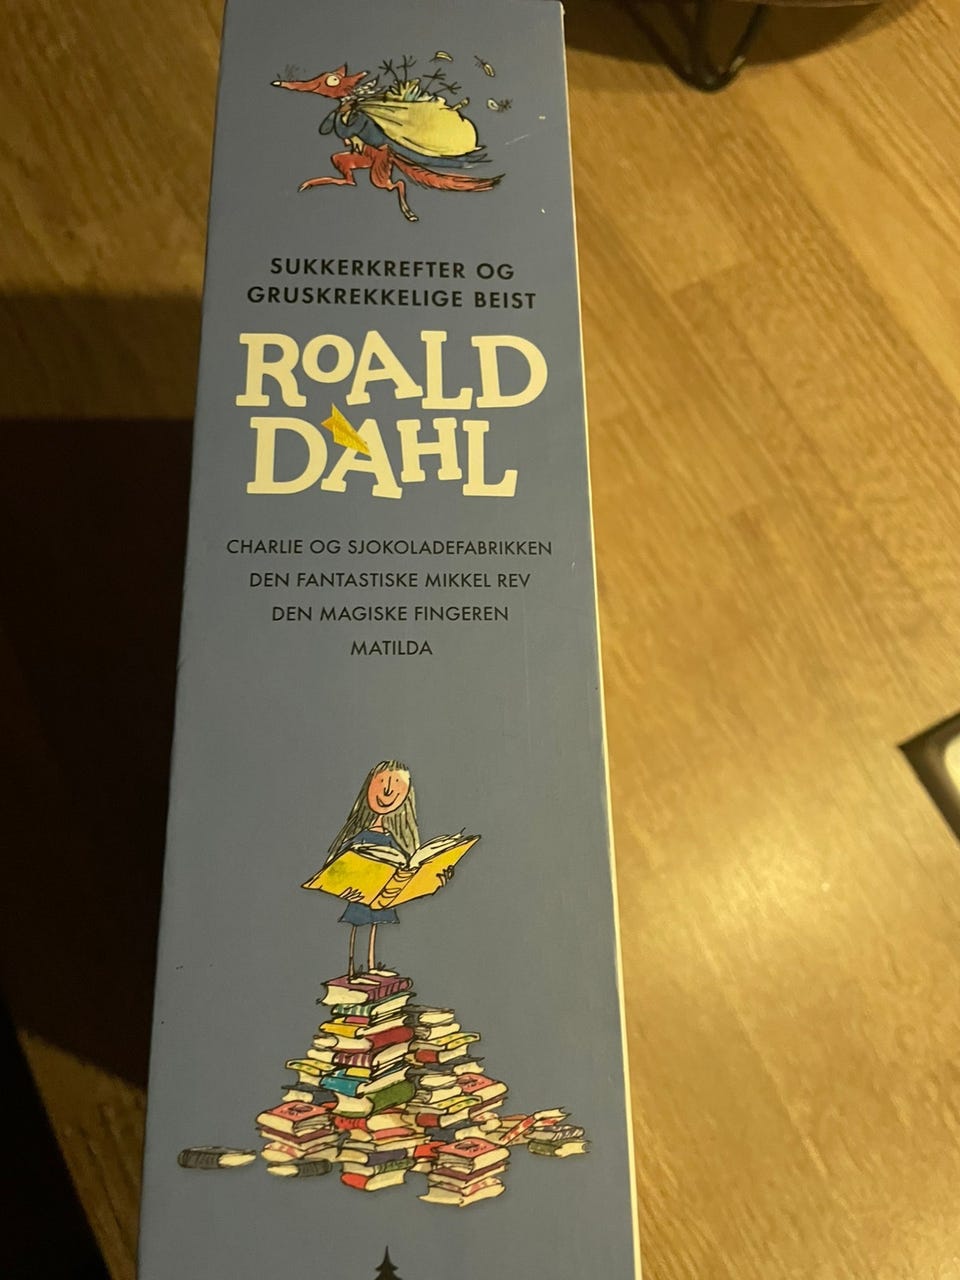 SUKKERKREFTER OG
GRUSKREKKELIGE BEIST
ROALD
DAHL
CHARLIE OG SJOKOLADEFABRIKKEN
DEN FANTASTISKE MIKKEL REV
DEN MAGISKE FINGEREN
MATILDA